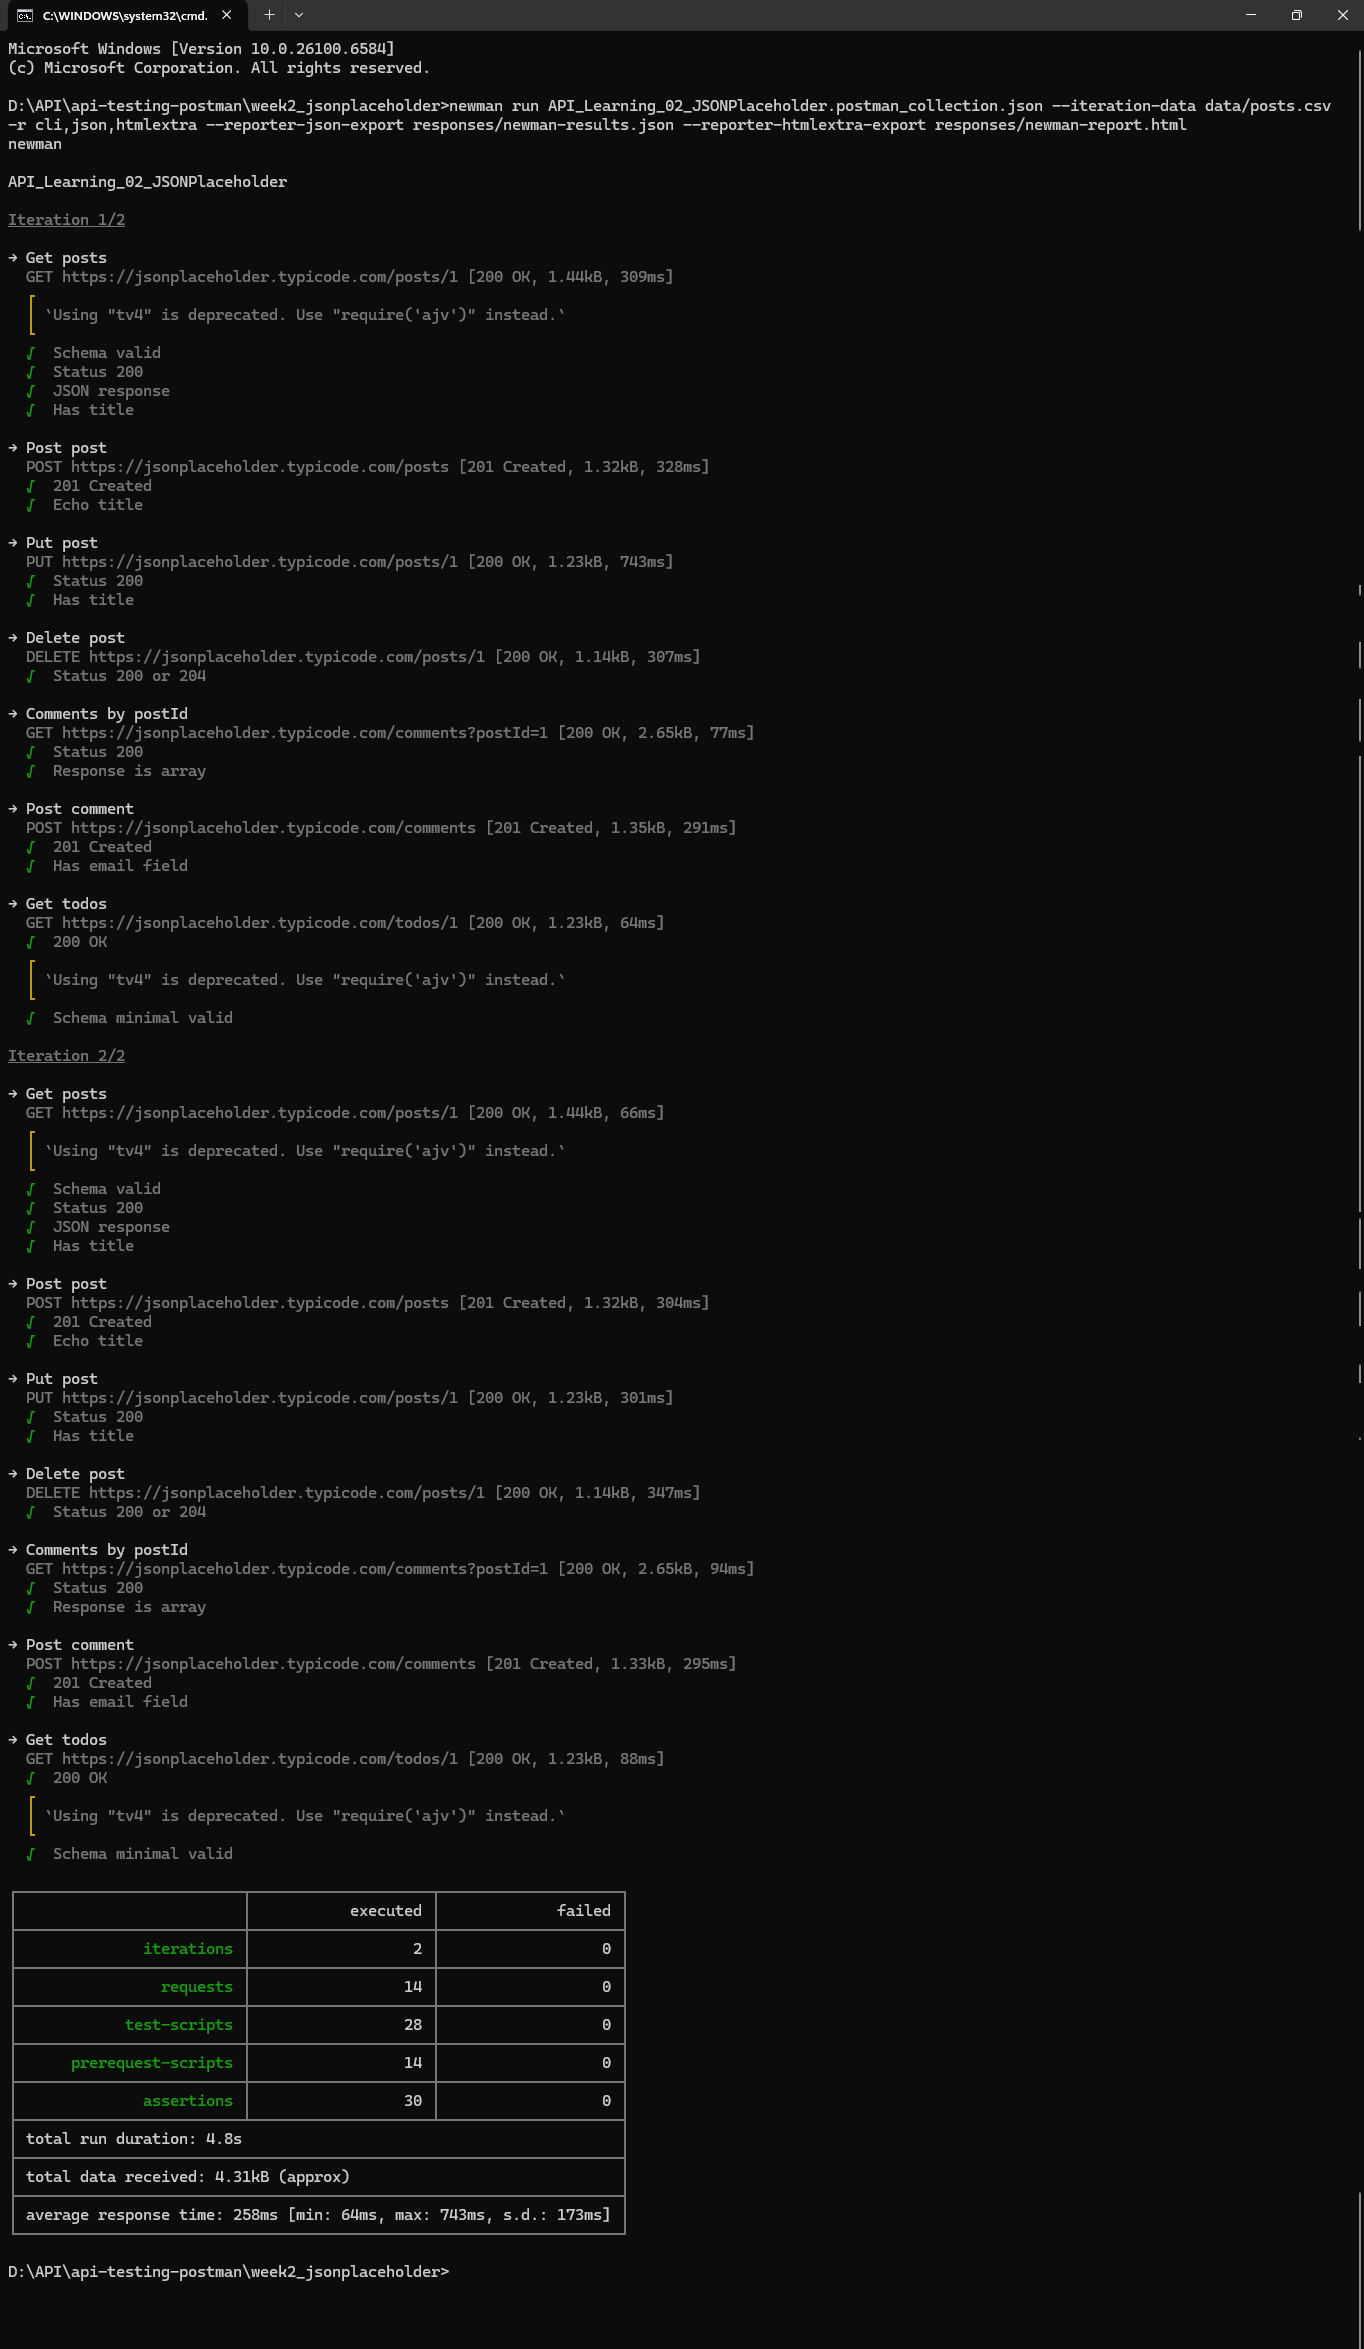 C:\WINDOWS\system32\cmd.
Microsoft Windows [Version 10.0.26100.6584]
(c) Microsoft Corporation. All rights reserved.
D:\API\api-testing-postman\week2_jsonplaceholder>newman run API_Learning_02_JSONPlaceholder.postman_collection.json --iteration-data data/posts.csv
-r cli,json,htmlextra --reporter-json-export responses/newman-results.json --reporter-htmlextra-export responses/newman-report.html
newman
API_Learning_02_JSONPlaceholder
Iteration 1/2
→ Get posts
GET https://jsonplaceholder.typicode.com/posts/1 [200 OK, 1.44kB, 309ms]
`Using "tv4" is deprecated. Use "require('ajv')" instead.`
√ Schema valid
√ Status 200
√ JSON response
√ Has title
→ Post post
POST https://jsonplaceholder.typicode.com/posts [201 Created, 1.32kB, 328ms]
√ 201 Created
√ Echo title
→ Put post
PUT https://jsonplaceholder.typicode.com/posts/1 [200 OK, 1.23kB, 743ms]
√ Status 200
√ Has title
→ Delete post
DELETE https://jsonplaceholder.typicode.com/posts/1 [200 OK, 1.14kB, 307ms]
√ Status 200 or 204
→ Comments by postId
GET https://jsonplaceholder.typicode.com/comments?postId=1 [200 OK, 2.65kB, 77ms]
√ Status 200
√ Response is array
→ Post comment
POST https://jsonplaceholder.typicode.com/comments [201 Created, 1.35kB, 291ms]
√ 201 Created
√ Has email field
→ Get todos
GET https://jsonplaceholder.typicode.com/todos/1 [200 OK, 1.23kB, 64ms]
√ 200 OK
`Using "tv4" is deprecated. Use "require('ajv')" instead.`
√ Schema minimal valid
Iteration 2/2
→ Get posts
GET https://jsonplaceholder.typicode.com/posts/1 [200 OK, 1.44kB, 66ms]
`Using "tv4" is deprecated. Use "require('ajv')" instead.`
√ Schema valid
√ Status 200
√ JSON response
√ Has title
→ Post post
POST https://jsonplaceholder.typicode.com/posts [201 Created, 1.32kB, 304ms]
√ 201 Created
√ Echo title
→ Put post
PUT https://jsonplaceholder.typicode.com/posts/1 [200 OK, 1.23kB, 301ms]
√ Status 200
√ Has title
→ Delete post
DELETE https://jsonplaceholder.typicode.com/posts/1 [200 OK, 1.14kB, 347ms]
√ Status 200 or 204
→ Comments by postId
GET https://jsonplaceholder.typicode.com/comments?postId=1 [200 OK, 2.65kB, 94ms]
√ Status 200
√ Response is array
→ Post comment
POST https://jsonplaceholder.typicode.com/comments [201 Created, 1.33kB, 295ms]
√ 201 Created
√ Has email field
→ Get todos
GET https://jsonplaceholder.typicode.com/todos/1 [200 OK, 1.23kB, 88ms]
√ 200 OK
`Using "tv4" is deprecated. Use "require('ajv')" instead.`
√ Schema minimal valid
executed failed
iterations 2 0
requests 14 0
test-scripts 28 0
prerequest-scripts 14 0
assertions 30 0
total run duration: 4.8s
total data received: 4.31kB (approx)
average response time: 258ms [min: 64ms, max: 743ms, s.d.: 173ms]
D:\API\api-testing-postman\week2_jsonplaceholder>